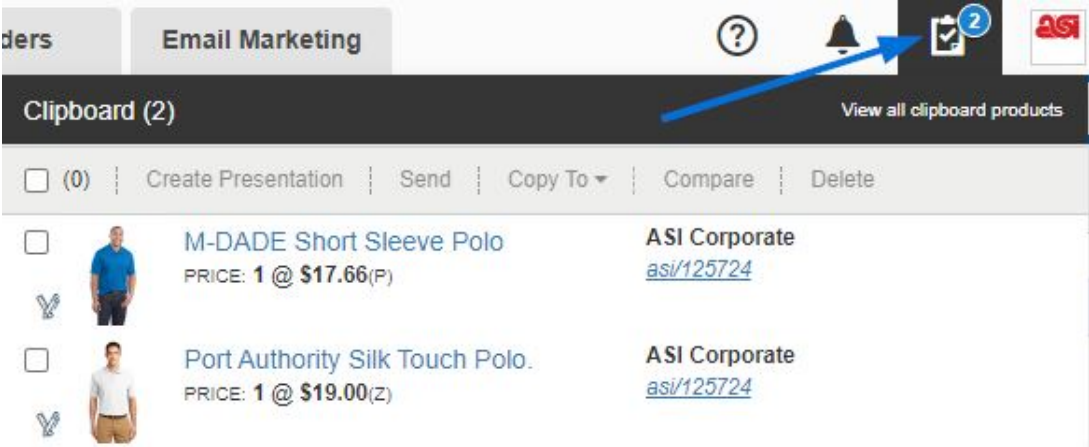 ders Email Marketing ? 2 asi
Clipboard (2) View all clipboard products
(0) Create Presentation Send Copy To Compare Delete
M-DADE Short Sleeve Polo ASI Corporate
PRICE: 1 @ $17.66(P) asi/125724
Port Authority Silk Touch Polo. ASI Corporate
PRICE: 1 @ $19.00(Z) asi/125724